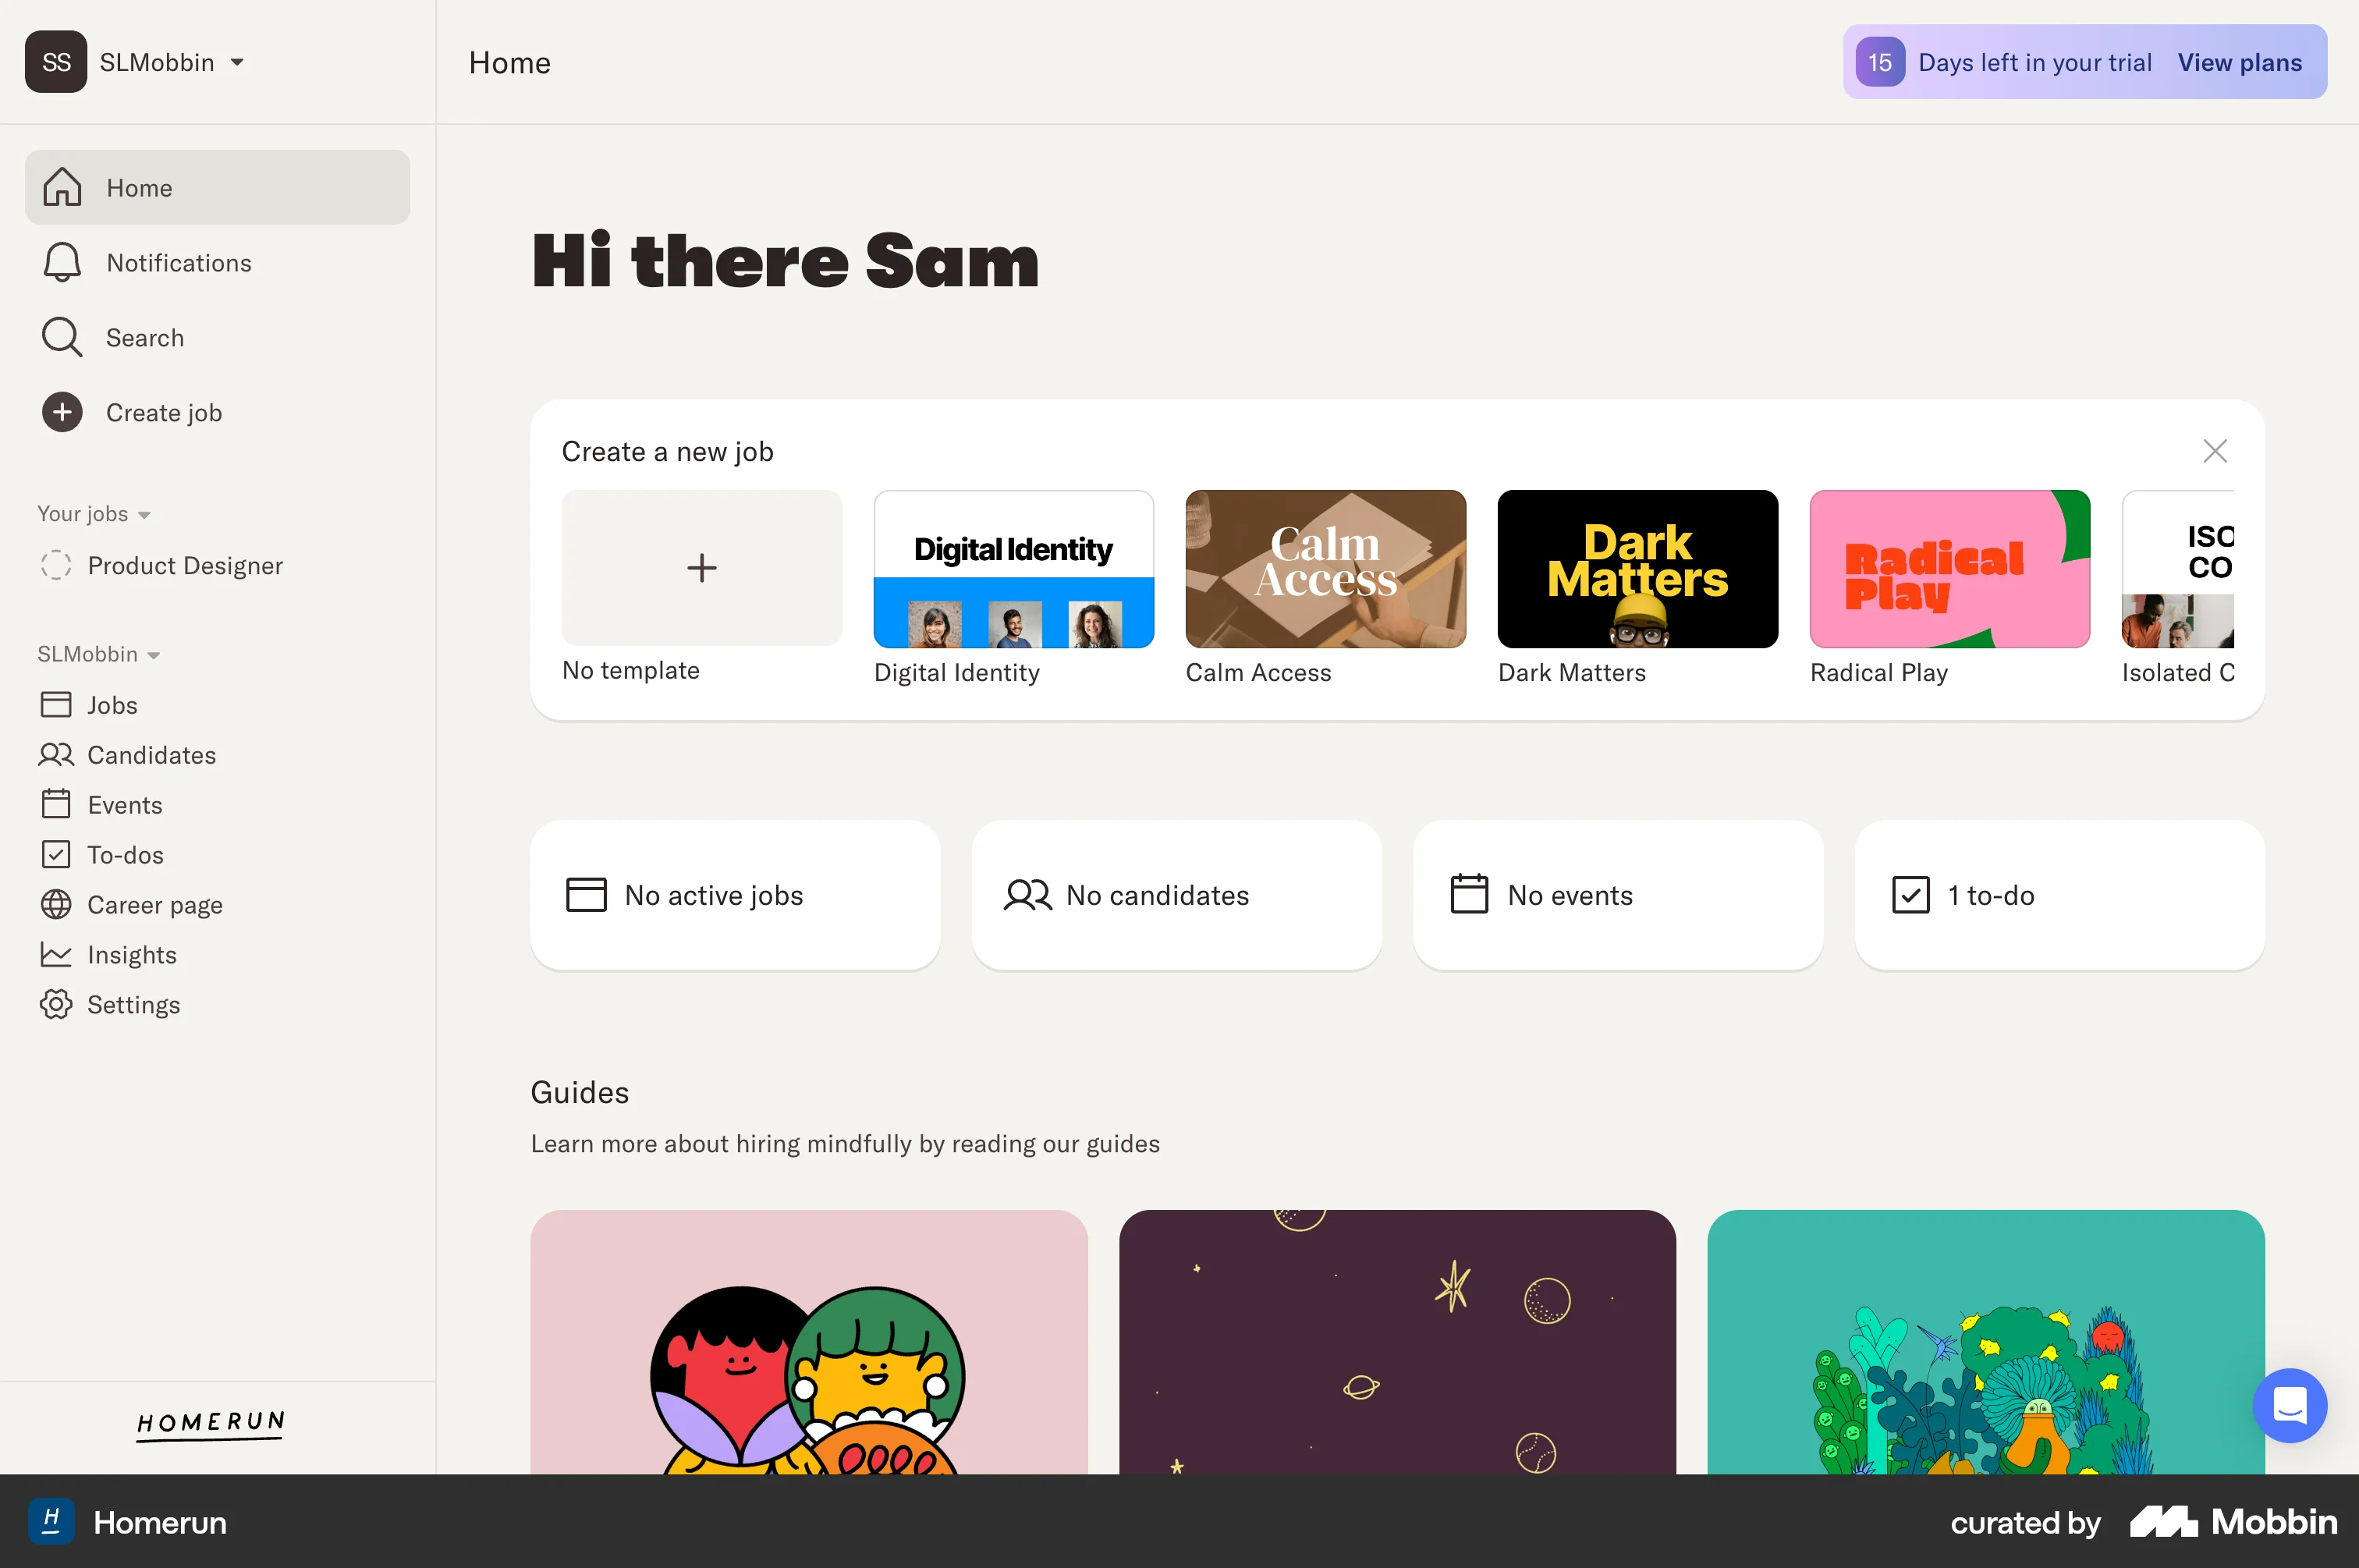 SS
SLMobbin
Home
15
Days left in your trial
View plans
Home
Notifications
Search
Create job
Your jobs
Product Designer
SLMobbin
Jobs
Candidates
Events
To-dos
Career page
Insights
Settings
HOMERUN
Hi there Sam
Create a new job
No template
Digital Identity
Digital Identity
Calm
Access
Calm Access
Dark
Matters
Dark Matters
Radical
Play
Radical Play
ISO
CO
Isolated C
No active jobs
No candidates
No events
1 to-do
Guides
Learn more about hiring mindfully by reading our guides
H
Homerun
curated by
Mobbin